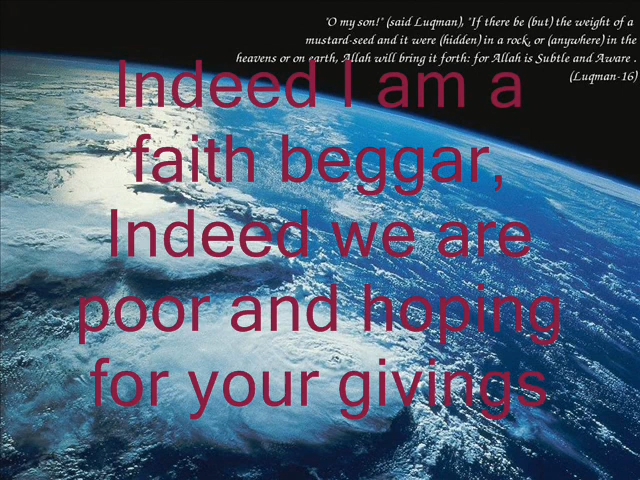 "O my son!" (said Luqman), "If there be (but) the weight of a
mustard-seed and it were (hidden) in a rock, or (anywhere) in the
heavens or on earth, Allah will bring it forth: for Allah is Subtle and Aware .
(Luqman-16)
Indeed I am a
faith beggar,
Indeed we are
poor and hoping
for your givings